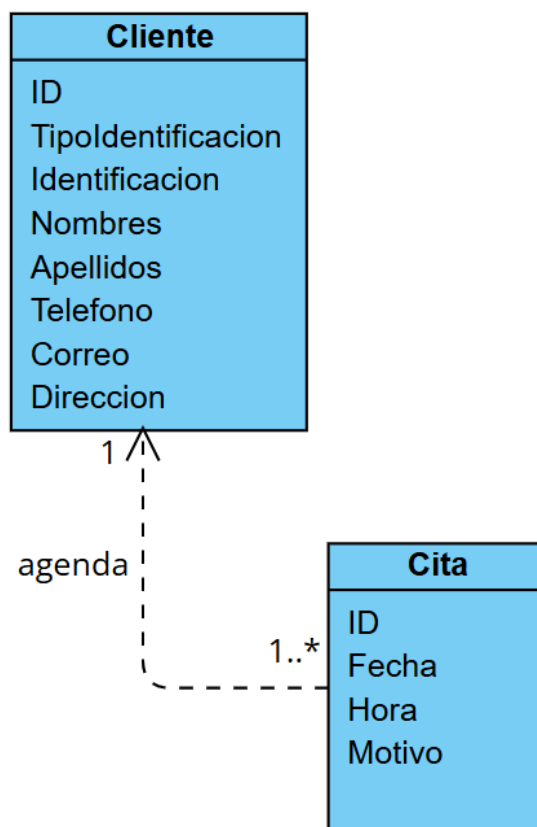 Cliente
ID
TipoIdentificacion
Identificacion
Nombres
Apellidos
Telefono
Correo
Direccion
1
agenda
1..*
Cita
ID
Fecha
Hora
Motivo